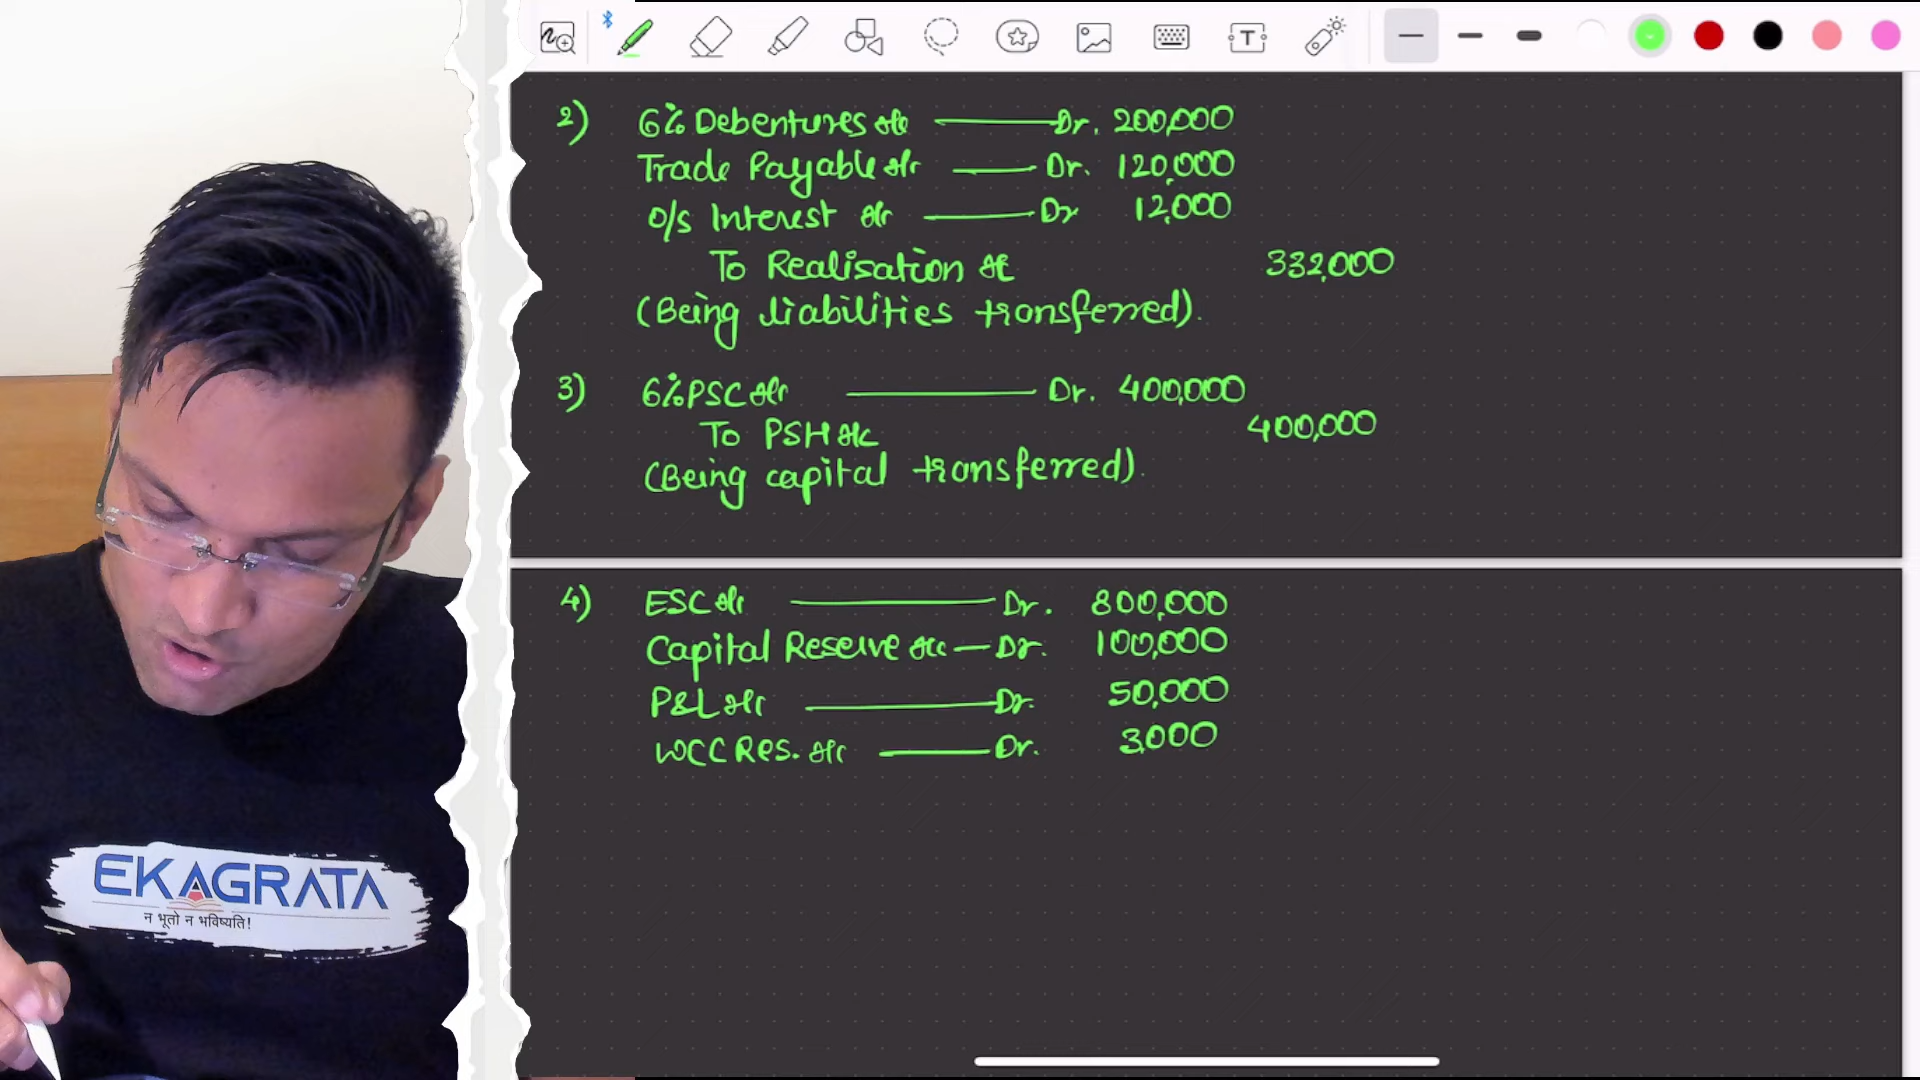 2) 6% Debentures A/c ——— Dr. 200,000
Trade Payable A/c —— Dr. 120,000
O/s Interest A/c —— Dr 12,000
To Realisation A/c 332,000
(Being liabilities transferred).
3) 6% PSC A/c ——— Dr. 400,000
To PSH A/c 400,000
(Being capital transferred).
4) ESC A/c ——— Dr. 800,000
Capital Reserve A/c — Dr. 100,000
P&L A/c ——— Dr. 50,000
WCC Res. A/c —— Dr. 3,000
EKAGRATA
न भूतो न भविष्यति!
T